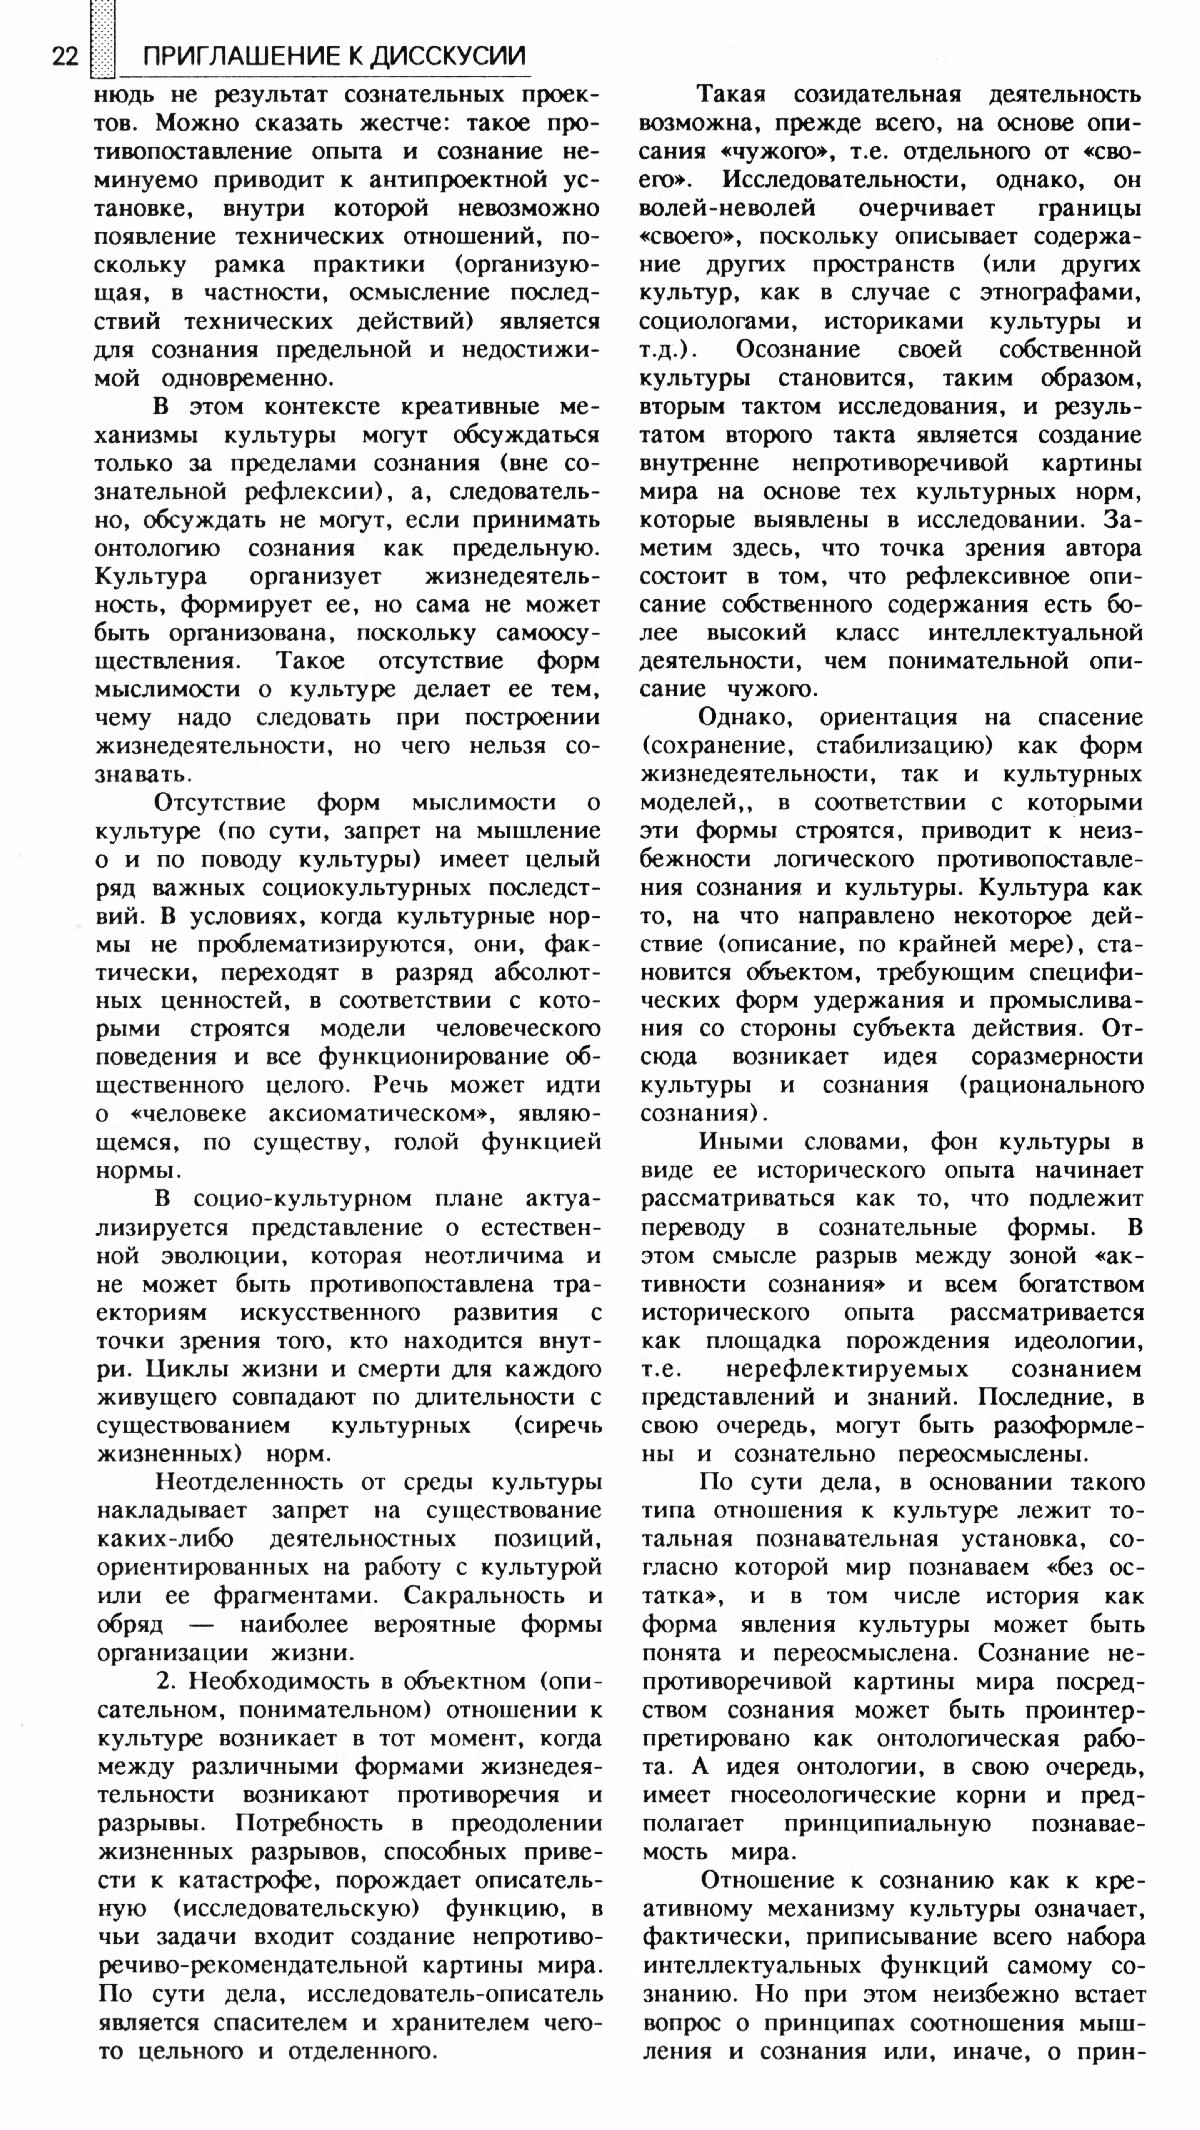 22
ПРИГЛАШЕНИЕ К ДИССКУСИИ
нюдь не результат сознательных проек-
тов. Можно сказать жестче: такое про-
тивопоставление опыта и сознание не-
минуемо приводит к антипроектной ус-
тановке, внутри которой невозможно
появление технических отношений, по-
скольку рамка практики (организую-
щая, в частности, осмысление послед-
ствий технических действий) является
для сознания предельной и недостижи-
мой одновременно.
В этом контексте креативные ме-
ханизмы культуры могут обсуждаться
только за пределами сознания (вне со-
знательной рефлексии), а, следователь-
но, обсуждать не могут, если принимать
онтологию сознания как предельную.
Культура организует жизнедеятель-
ность, формирует ее, но сама не может
быть организована, поскольку самоосу-
ществления. Такое отсутствие форм
мыслимости о культуре делает ее тем,
чему надо следовать при построении
жизнедеятельности, но чего нельзя со-
знавать.
Отсутствие форм мыслимости о
культуре (по сути, запрет на мышление
о и по поводу культуры) имеет целый
ряд важных социокультурных последст-
вий. В условиях, когда культурные нор-
мы не проблематизируются, они, фак-
тически, переходят в разряд абсолют-
ных ценностей, в соответствии с кото-
рыми строятся модели человеческого
поведения и все функционирование об-
щественного целого. Речь может идти
о «человеке аксиоматическом», являю-
щемся, по существу, голой функцией
нормы.
В социо-культурном плане актуа-
лизируется представление о естествен-
ной эволюции, которая неотличима и
не может быть противопоставлена тра-
екториям искусственного развития с
точки зрения того, кто находится внут-
ри. Циклы жизни и смерти для каждого
живущего совпадают по длительности с
существованием культурных (сиречь
жизненных) норм.
Неотделенность от среды культуры
накладывает запрет на существование
каких-либо деятельностных позиций,
ориентированных на работу с культурой
или ее фрагментами. Сакральность и
обряд — наиболее вероятные формы
организации жизни.
2. Необходимость в объектном (опи-
сательном, понимательном) отношении к
культуре возникает в тот момент, когда
между различными формами жизнедея-
тельности возникают противоречия и
разрывы. Потребность в преодолении
жизненных разрывов, способных приве-
сти к катастрофе, порождает описатель-
ную (исследовательскую) функцию, в
чьи задачи входит создание непротиво-
речиво-рекомендательной картины мира.
По сути дела, исследователь-описатель
является спасителем и хранителем чего-
то цельного и отделенного.
Такая созидательная деятельность
возможна, прежде всего, на основе опи-
сания «чужого», т.е. отдельного от «сво-
его». Исследовательности, однако, он
волей-неволей очерчивает границы
«своего», поскольку описывает содержа-
ние других пространств (или других
культур, как в случае с этнографами,
социологами, историками культуры и
т.д.). Осознание своей собственной
культуры становится, таким образом,
вторым тактом исследования, и резуль-
татом второго такта является создание
внутренне непротиворечивой картины
мира на основе тех культурных норм,
которые выявлены в исследовании. За-
метим здесь, что точка зрения автора
состоит в том, что рефлексивное опи-
сание собственного содержания есть бо-
лее высокий класс интеллектуальной
деятельности, чем понимательной опи-
сание чужого.
Однако, ориентация на спасение
(сохранение, стабилизацию) как форм
жизнедеятельности, так и культурных
моделей,, в соответствии с которыми
эти формы строятся, приводит к неиз-
бежности логического противопоставле-
ния сознания и культуры. Культура как
то, на что направлено некоторое дей-
ствие (описание, по крайней мере), ста-
новится объектом, требующим специфи-
ческих форм удержания и промыслива-
ния со стороны субъекта действия. От-
сюда возникает идея соразмерности
культуры и сознания (рационального
сознания).
Иными словами, фон культуры в
виде ее исторического опыта начинает
рассматриваться как то, что подлежит
переводу в сознательные формы. В
этом смысле разрыв между зоной «ак-
тивности сознания» и всем богатством
исторического опыта рассматривается
как площадка порождения идеологии,
т.е. нерефлектируемых сознанием
представлений и знаний. Последние, в
свою очередь, могут быть разоформле-
ны и сознательно переосмыслены.
По сути дела, в основании такого
типа отношения к культуре лежит то-
тальная познавательная установка, со-
гласно которой мир познаваем «без ос-
татка», и в том числе история как
форма явления культуры может быть
понята и переосмыслена. Сознание не-
противоречивой картины мира посред-
ством сознания может быть проинтер-
претировано как онтологическая рабо-
та. А идея онтологии, в свою очередь,
имеет гносеологические корни и пред-
полагает принципиальную познавае-
мость мира.
Отношение к сознанию как к кре-
ативному механизму культуры означает,
фактически, приписывание всего набора
интеллектуальных функций самому со-
знанию. Но при этом неизбежно встает
вопрос о принципах соотношения мыш-
ления и сознания или, иначе, о прин-